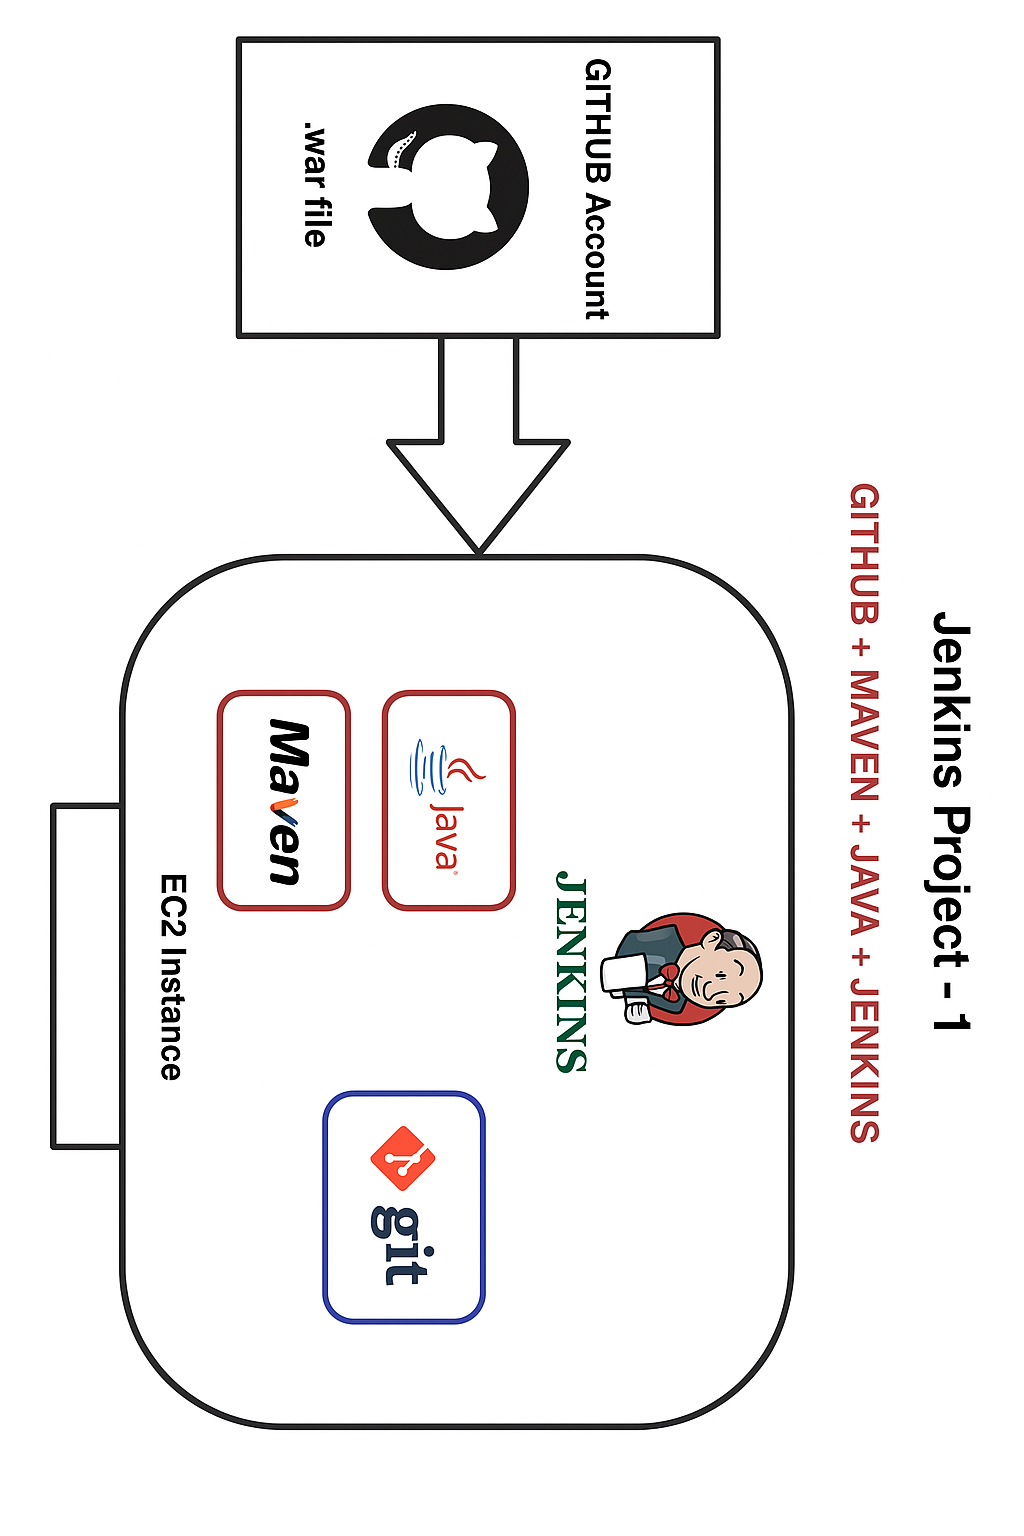 Jenkins Project - 1
GITHUB + MAVEN + JAVA + JENKINS
GITHUB Account
.war file
JENKINS
Java
Maven
git
EC2 Instance